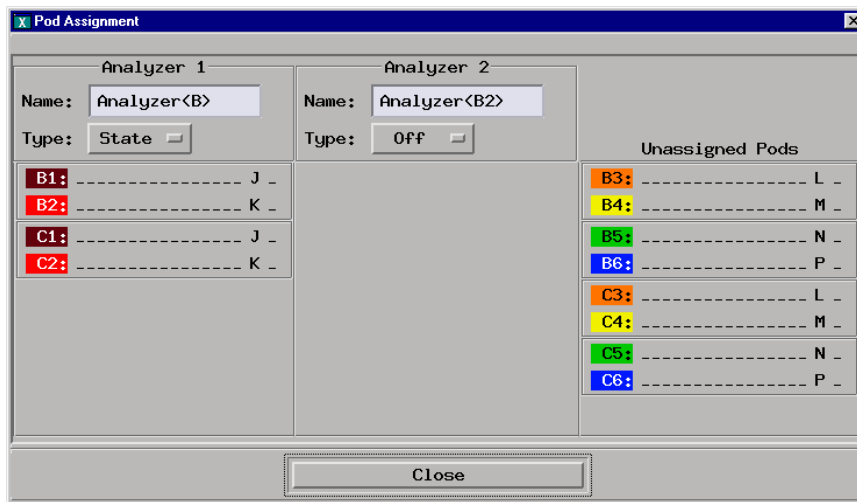 Pod Assignment
Analyzer 1
Name: Analyzer<B>
Type: State
B1: _ _ _ _ _ _ _ _ _ _ _ _ _ _ _ _ J _
B2: _ _ _ _ _ _ _ _ _ _ _ _ _ _ _ _ K _
C1: _ _ _ _ _ _ _ _ _ _ _ _ _ _ _ _ J _
C2: _ _ _ _ _ _ _ _ _ _ _ _ _ _ _ _ K _
Analyzer 2
Name: Analyzer<B2>
Type: Off
Unassigned Pods
B3: _ _ _ _ _ _ _ _ _ _ _ _ _ _ _ _ L _
B4: _ _ _ _ _ _ _ _ _ _ _ _ _ _ _ _ M _
B5: _ _ _ _ _ _ _ _ _ _ _ _ _ _ _ _ N _
B6: _ _ _ _ _ _ _ _ _ _ _ _ _ _ _ _ P _
C3: _ _ _ _ _ _ _ _ _ _ _ _ _ _ _ _ L _
C4: _ _ _ _ _ _ _ _ _ _ _ _ _ _ _ _ M _
C5: _ _ _ _ _ _ _ _ _ _ _ _ _ _ _ _ N _
C6: _ _ _ _ _ _ _ _ _ _ _ _ _ _ _ _ P _
Close